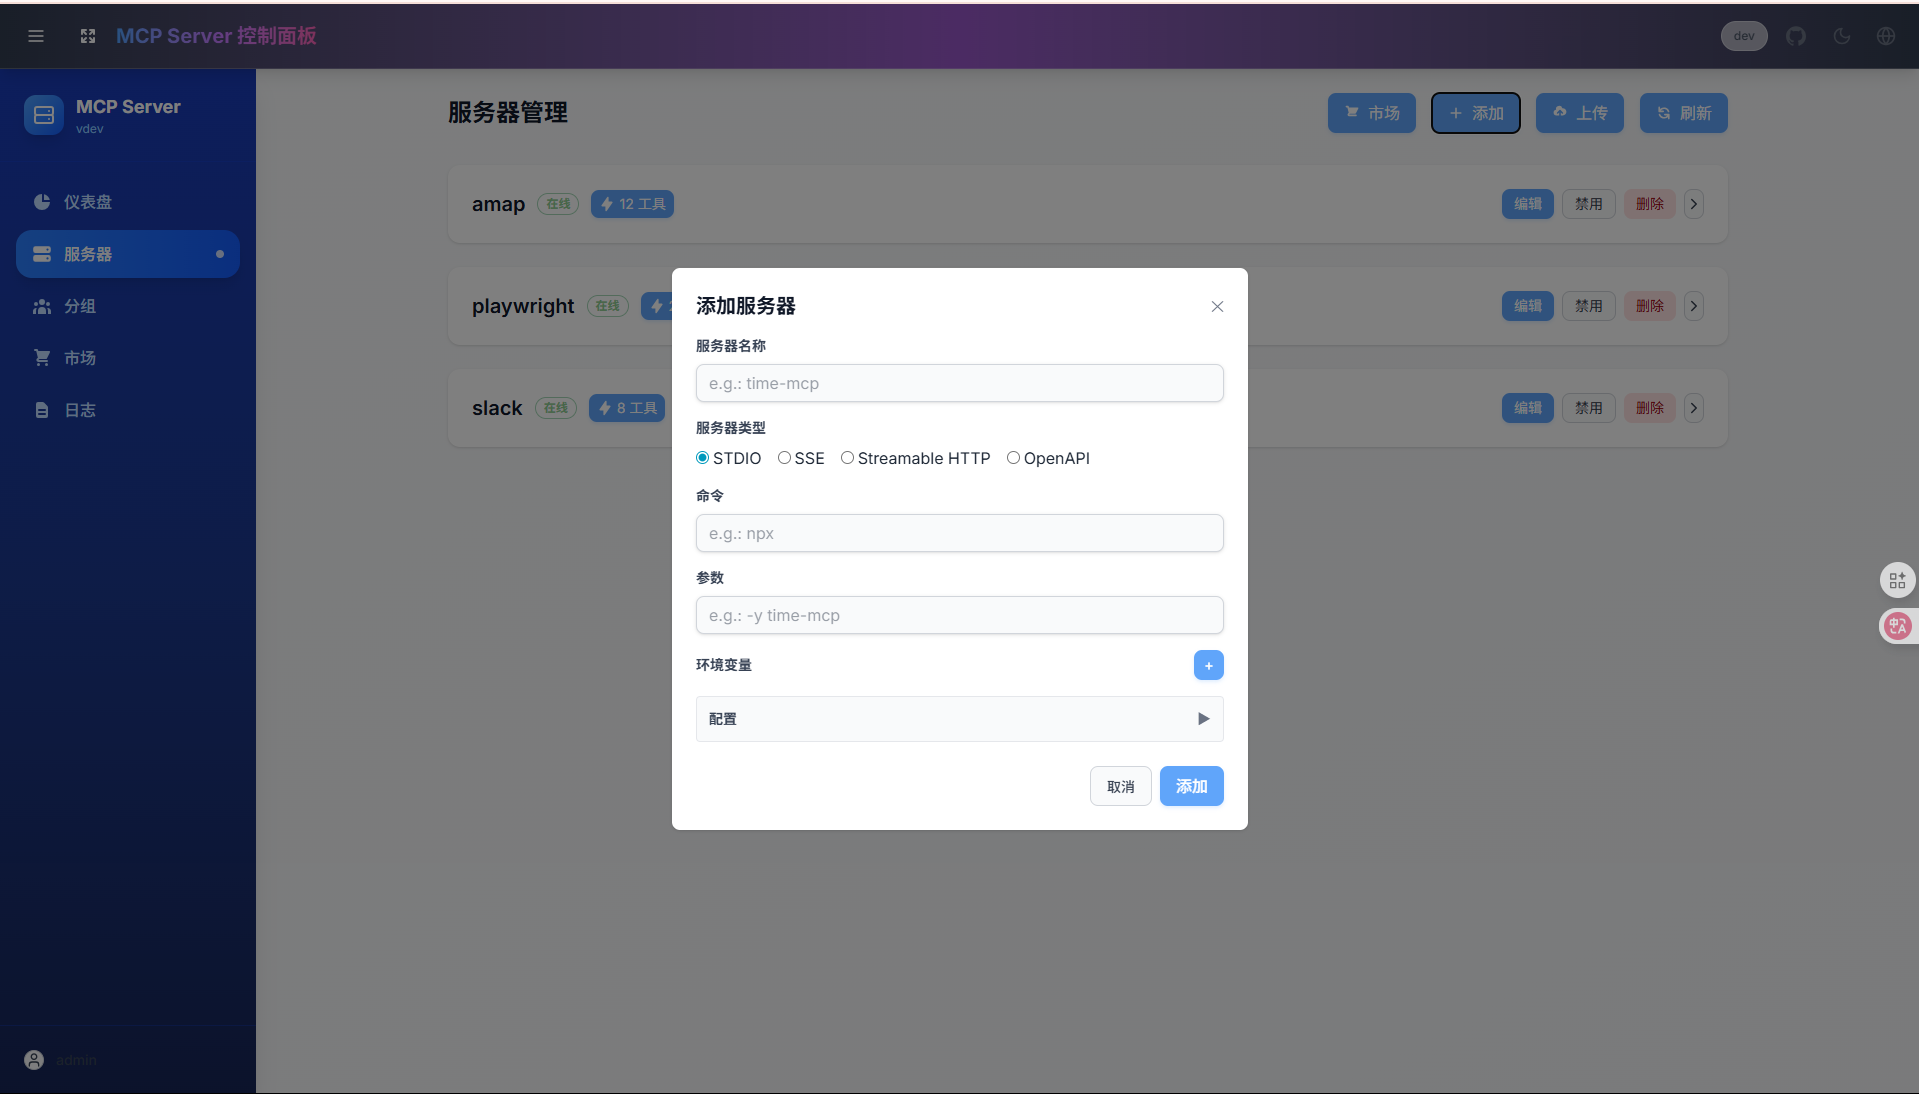 MCP Server 控制面板
dev
MCP Server
vdev
仪表盘
服务器
分组
市场
日志
admin
服务器管理
市场
添加
上传
刷新
amap 在线 12 工具 编辑 禁用 删除
playwright 在线 编辑 禁用 删除
slack 在线 8 工具 编辑 禁用 删除
添加服务器
服务器名称
e.g.: time-mcp
服务器类型
STDIO SSE Streamable HTTP OpenAPI
命令
e.g.: npx
参数
e.g.: -y time-mcp
环境变量
+
配置
取消 添加
中A